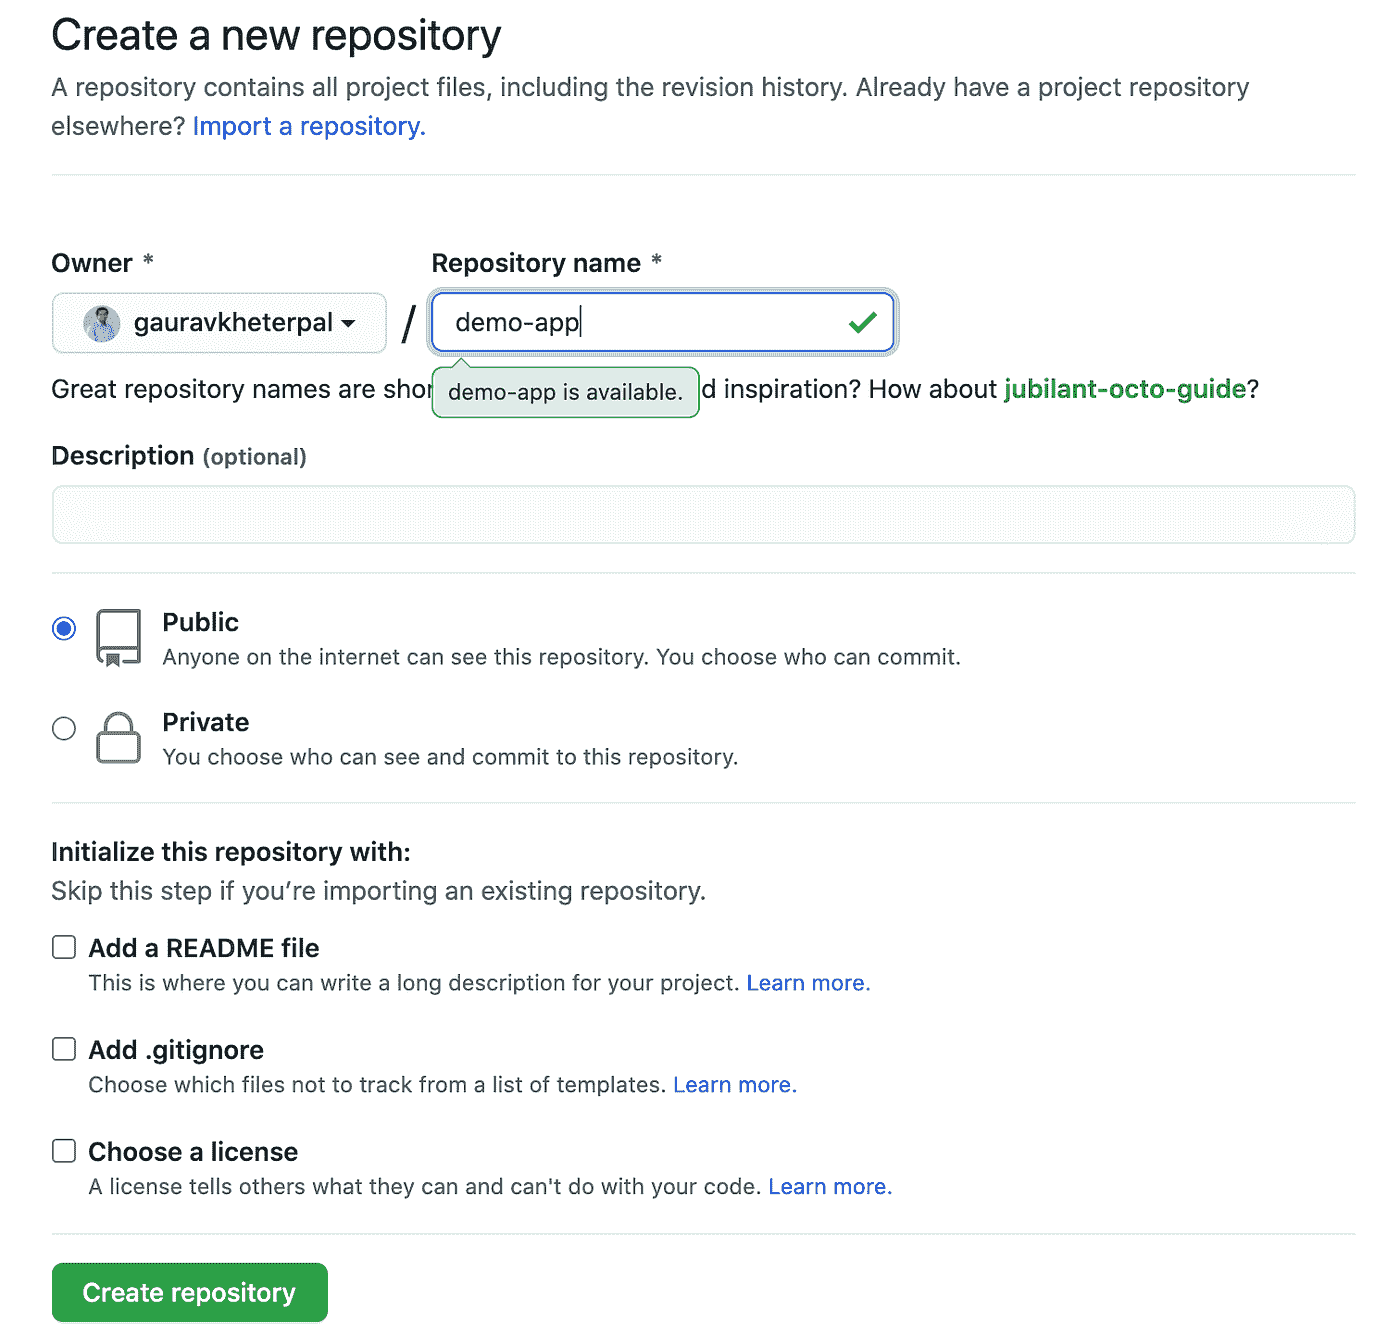 Create a new repository
A repository contains all project files, including the revision history. Already have a project repository
elsewhere? Import a repository.
Owner *
Repository name *
gauravkheterpal
/
demo-app
Great repository names are shor
demo-app is available.
d inspiration? How about jubilant-octo-guide?
Description (optional)
Public
Anyone on the internet can see this repository. You choose who can commit.
Private
You choose who can see and commit to this repository.
Initialize this repository with:
Skip this step if you’re importing an existing repository.
Add a README file
This is where you can write a long description for your project. Learn more.
Add .gitignore
Choose which files not to track from a list of templates. Learn more.
Choose a license
A license tells others what they can and can't do with your code. Learn more.
Create repository